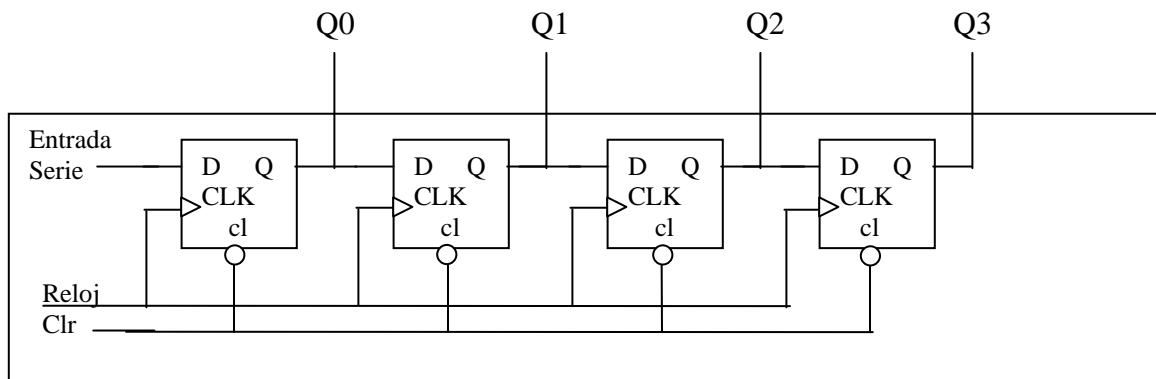 Q0 Q1 Q2 Q3
Entrada
Serie
D Q D Q D Q D Q
CLK CLK CLK CLK
cl cl cl cl
Reloj
Clr